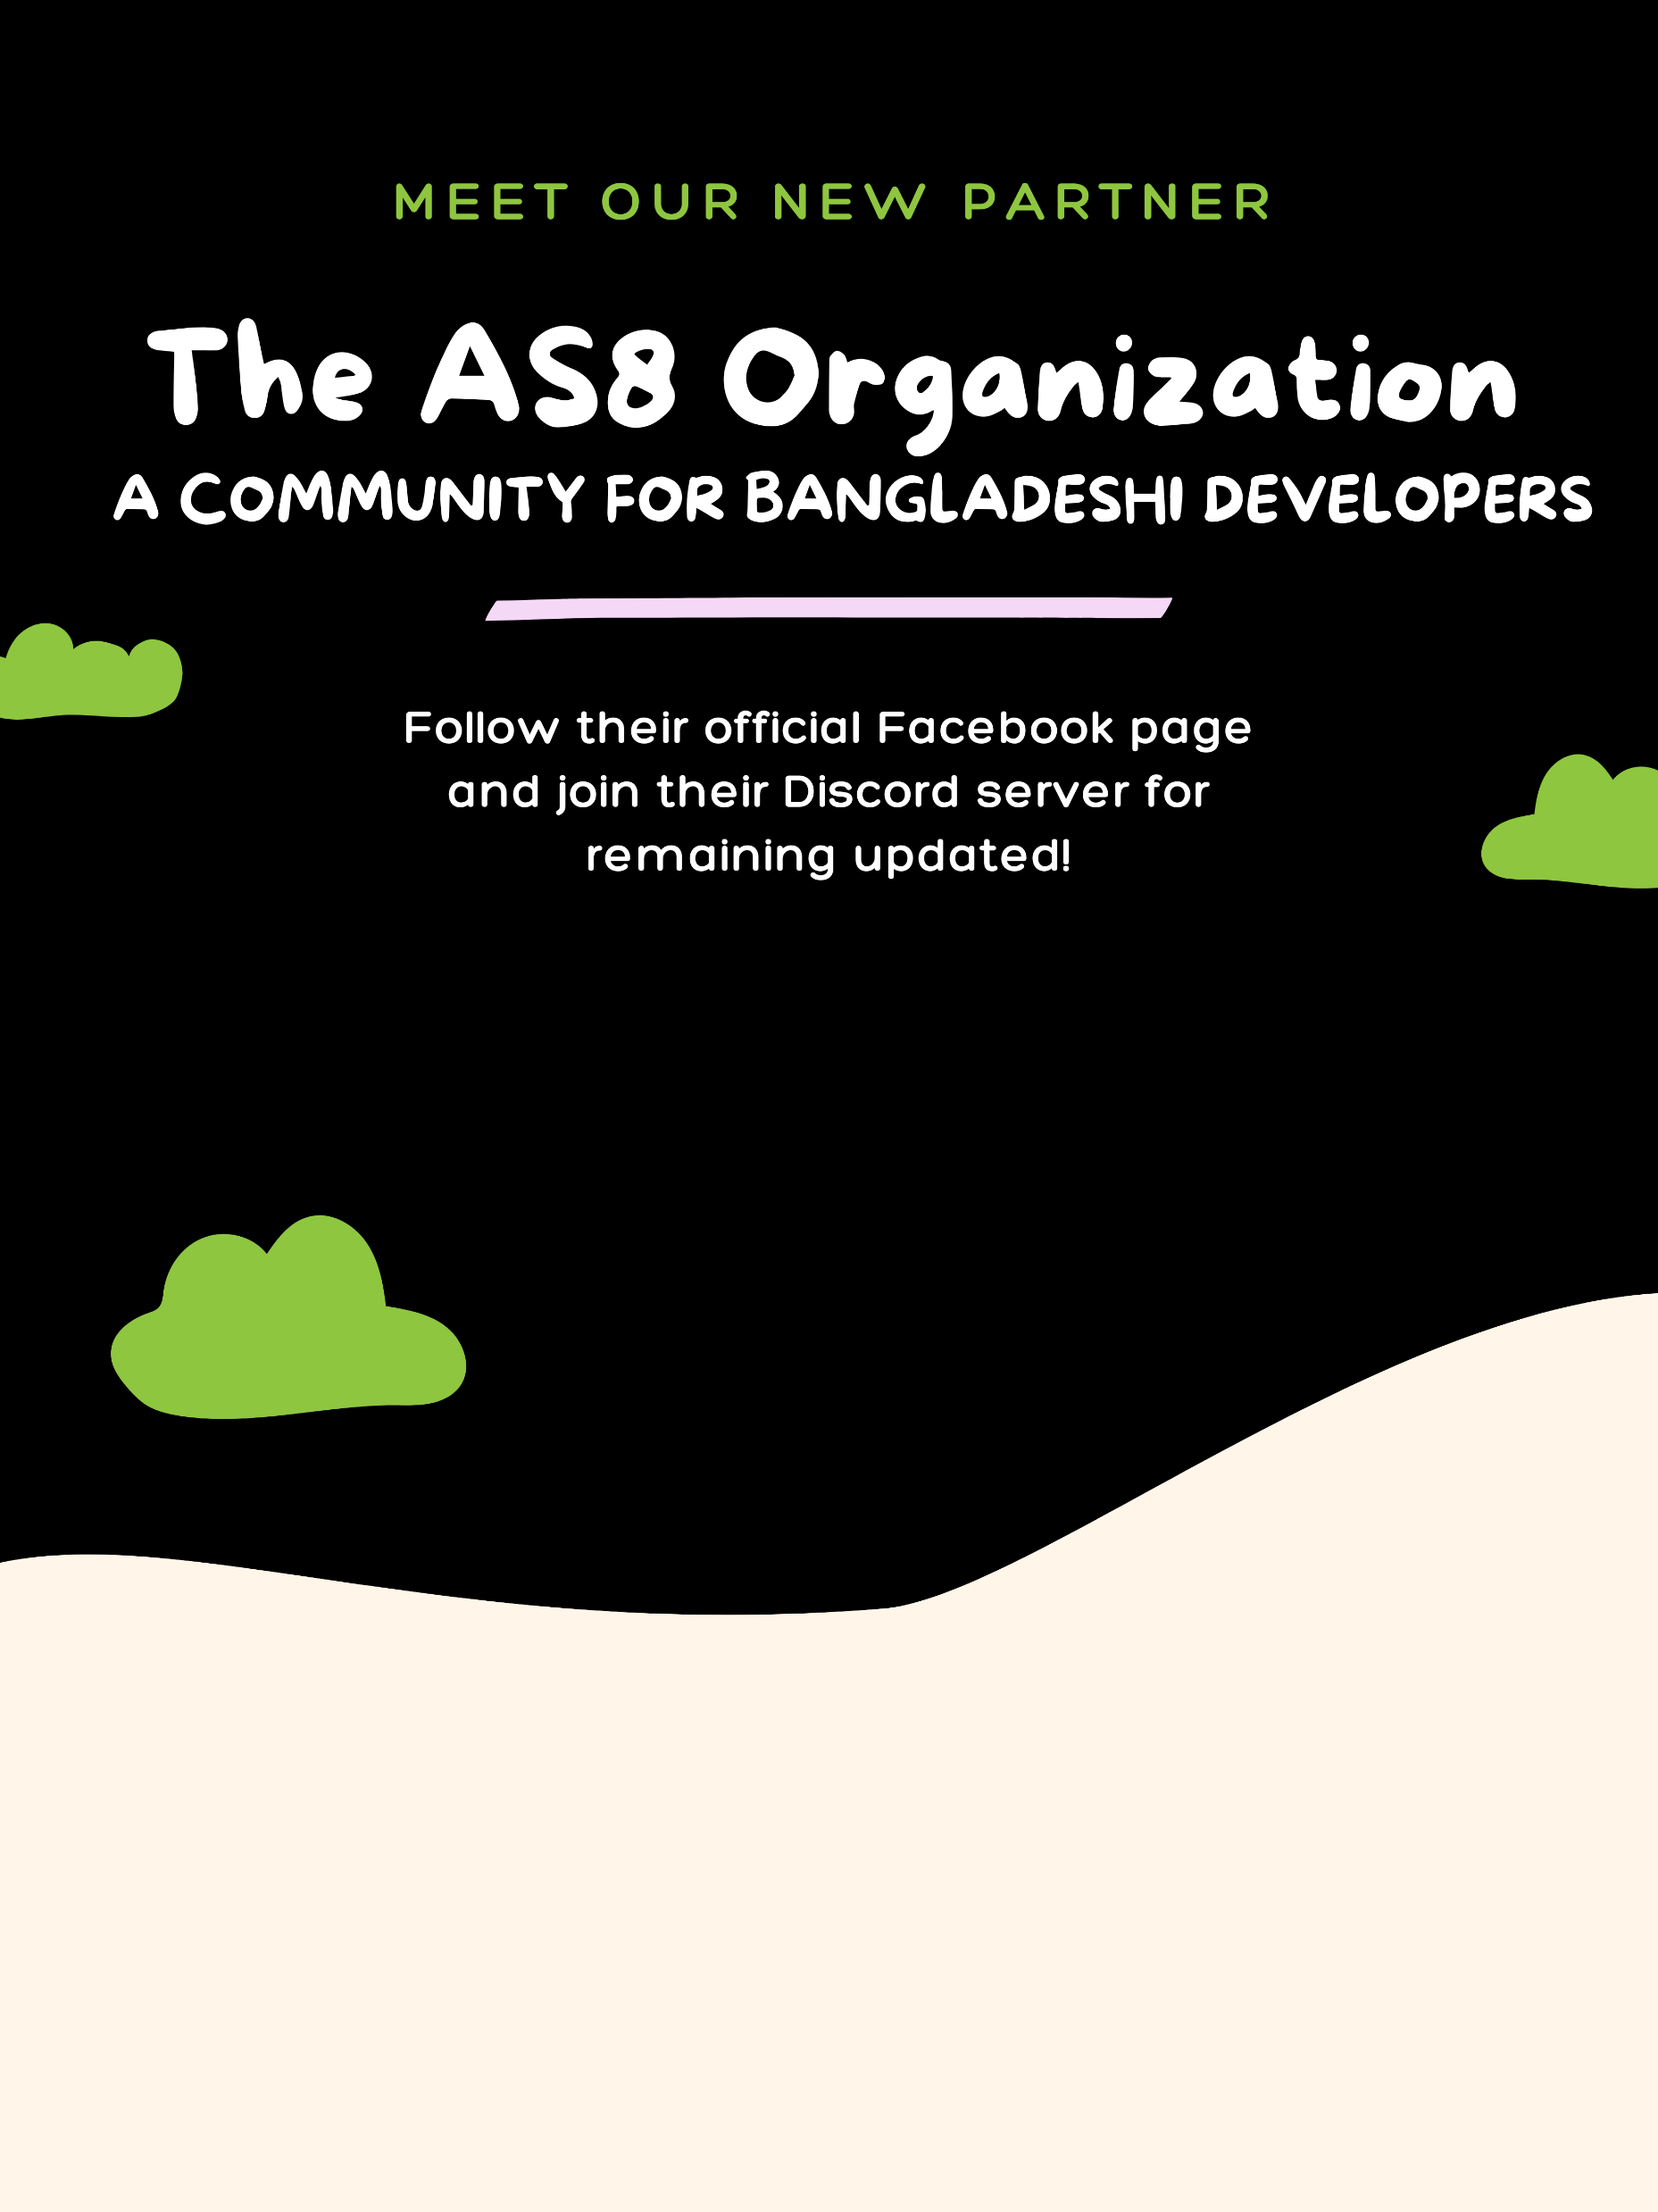 MEET OUR NEW PARTNER
The AS8 Organization
A COMMUNITY FOR BANGLADESHI DEVELOPERS
Follow their official Facebook page
and join their Discord server for
remaining updated!